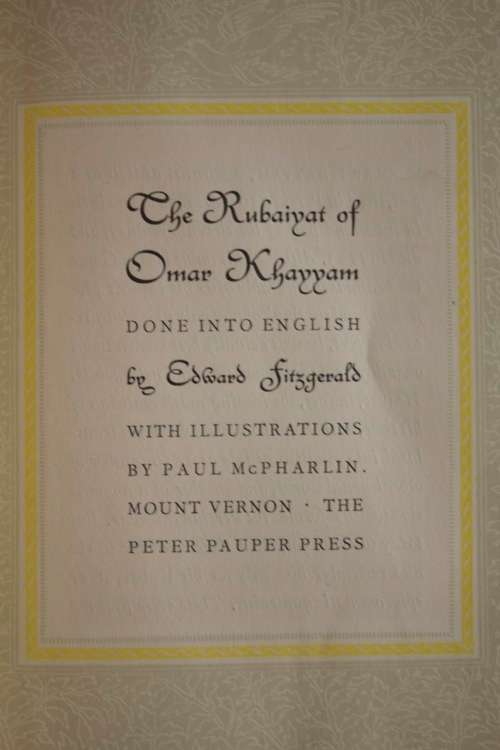 The Rubaiyat of
Omar Khayyam
DONE INTO ENGLISH
by Edward Fitzgerald
WITH ILLUSTRATIONS
BY PAUL McPHARLIN.
MOUNT VERNON · THE
PETER PAUPER PRESS